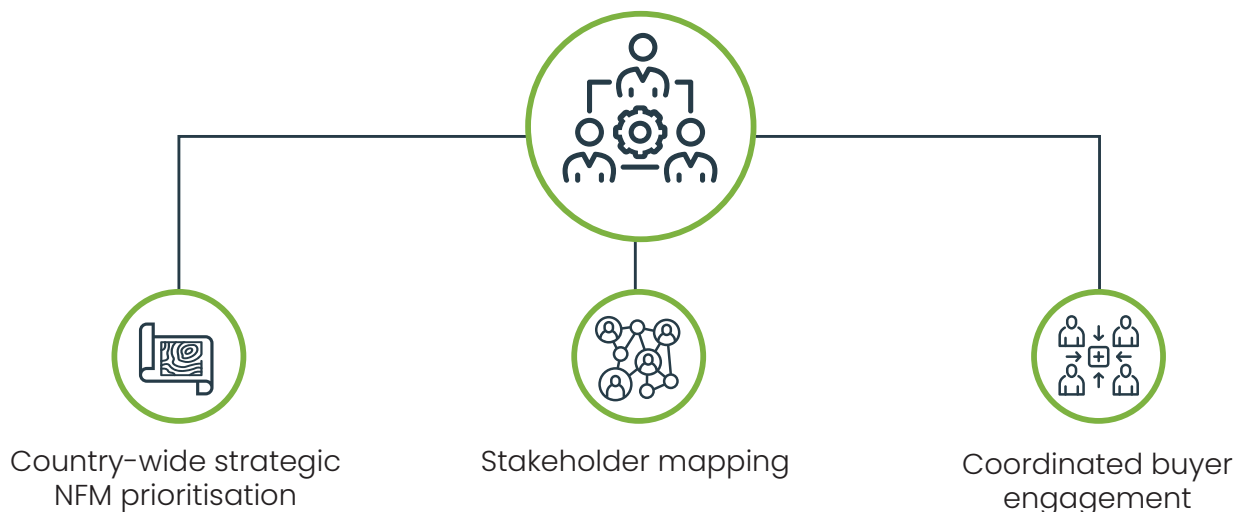 Country-wide strategic
NFM prioritisation
Stakeholder mapping
Coordinated buyer
engagement